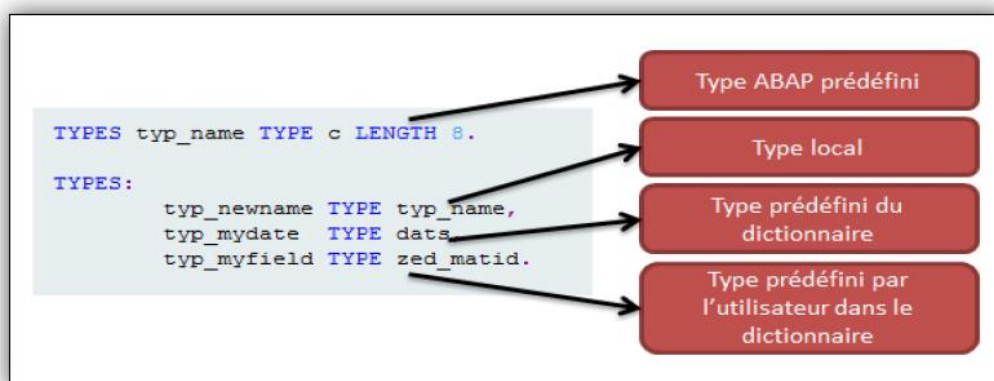 TYPES typ_name TYPE c LENGTH 8.
TYPES:
typ_newname TYPE typ_name,
typ_mydate TYPE dats,
typ_myfield TYPE zed_matid.
Type ABAP prédéfini
Type local
Type prédéfini du
dictionnaire
Type prédéfini par
l'utilisateur dans le
dictionnaire